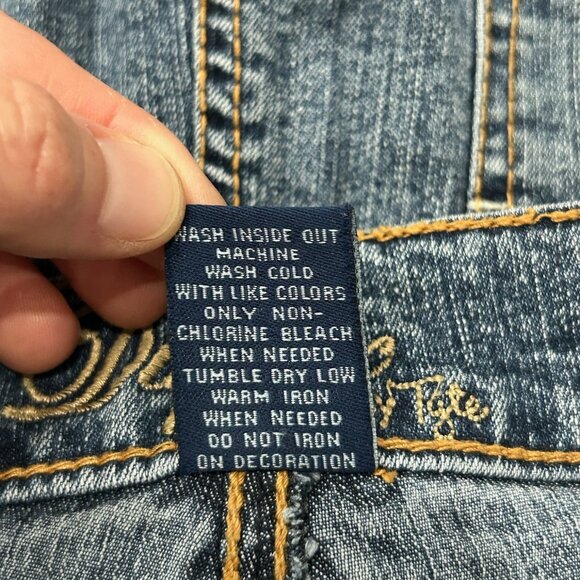 WASH INSIDE OUT
MACHINE
WASH COLD
WITH LIKE COLORS
ONLY NON-
CHLORINE BLEACH
WHEN NEEDED
TUMBLE DRY LOW
WARM IRON
WHEN NEEDED
DO NOT IRON
ON DECORATION